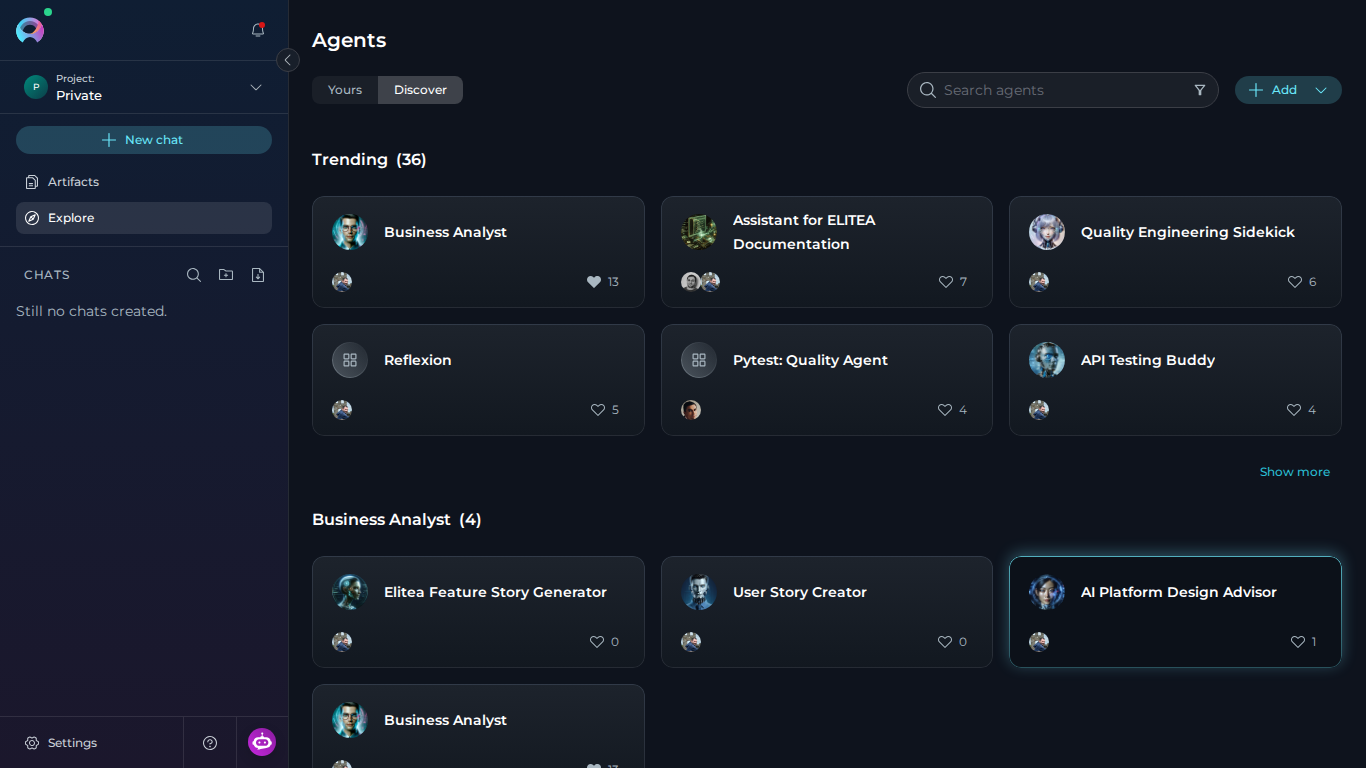 Project:
P
Private
New chat
Artifacts
Explore
CHATS
Still no chats created.
Settings
Agents
Yours
Discover
Search agents
Add
Trending (36)
Business Analyst
13
Assistant for ELITEA
Documentation
7
Quality Engineering Sidekick
6
Reflexion
5
Pytest: Quality Agent
4
API Testing Buddy
4
Show more
Business Analyst (4)
Elitea Feature Story Generator
0
User Story Creator
0
AI Platform Design Advisor
1
Business Analyst
13